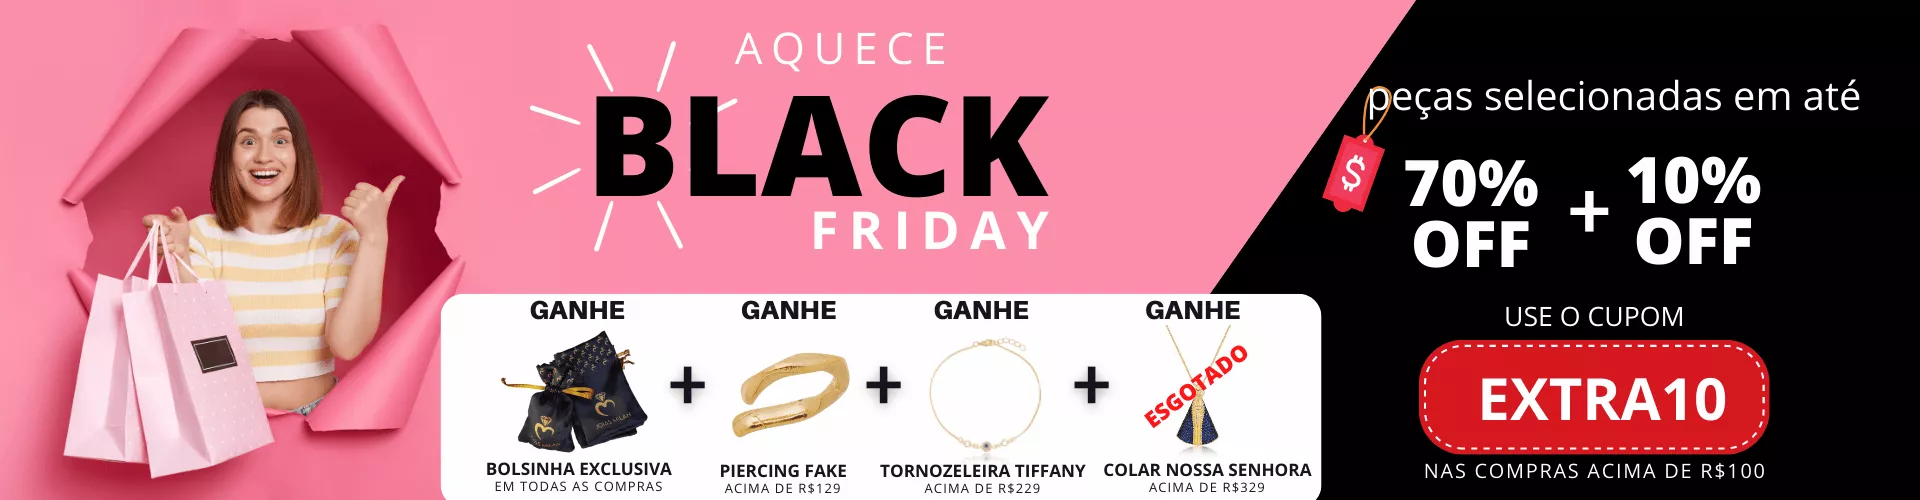 AQUECE
BLACK
FRIDAY
peças selecionadas em até
70%
OFF
+
10%
OFF
USE O CUPOM
EXTRA10
NAS COMPRAS ACIMA DE R$100
GANHE
BOLSINHA EXCLUSIVA
EM TODAS AS COMPRAS
+
GANHE
PIERCING FAKE
ACIMA DE R$129
+
GANHE
TORNOZELEIRA TIFFANY
ACIMA DE R$229
+
GANHE
ESGOTADO
COLAR NOSSA SENHORA
ACIMA DE R$329